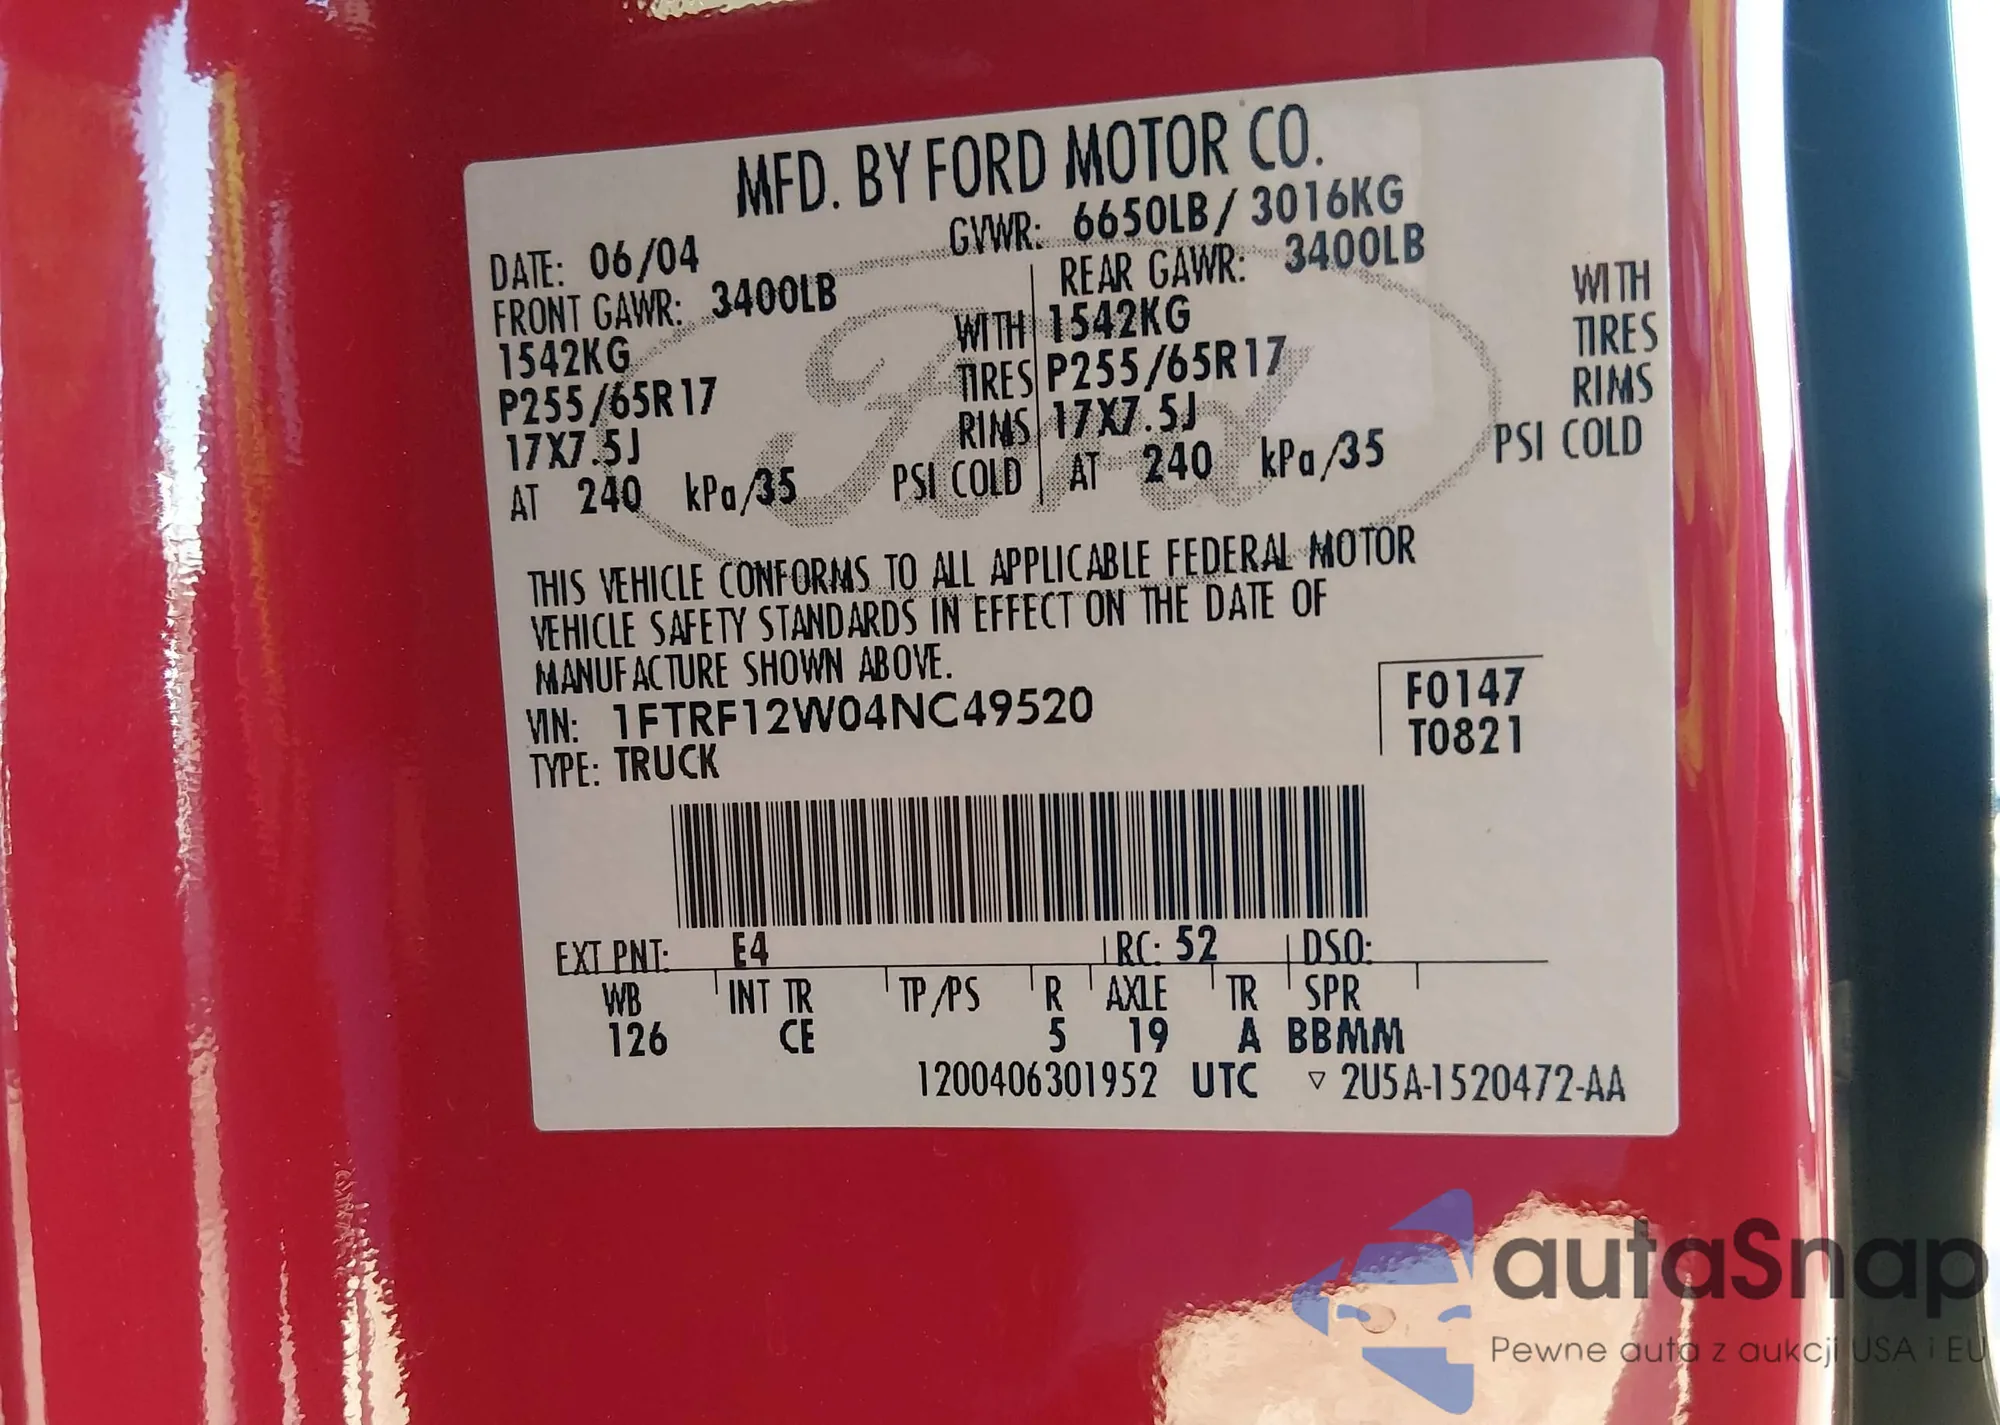 MFD. BY FORD MOTOR CO.
DATE: 06/04 GVWR: 6650LB/ 3016KG
FRONT GAWR: 3400LB REAR GAWR: 3400LB
1542KG WITH 1542KG WITH
P255/65R17 TIRES P255/65R17 TIRES
17X7.5J RIMS 17X7.5J RIMS
AT 240 kPa/35 PSI COLD AT 240 kPa/35 PSI COLD
Ford
THIS VEHICLE CONFORMS TO ALL APPLICABLE FEDERAL MOTOR
VEHICLE SAFETY STANDARDS IN EFFECT ON THE DATE OF
MANUFACTURE SHOWN ABOVE.
VIN: 1FTRF12W04NC49520 F0147
TYPE: TRUCK T0821
EXT PNT: E4 RC: 52 DSO:
WB INT TR TP/PS R AXLE TR SPR
126 CE 5 19 A BBMM
1200406301952 UTC ▽ 2U5A-1520472-AA
autaSnap
Pewne auta z aukcji USA i EU